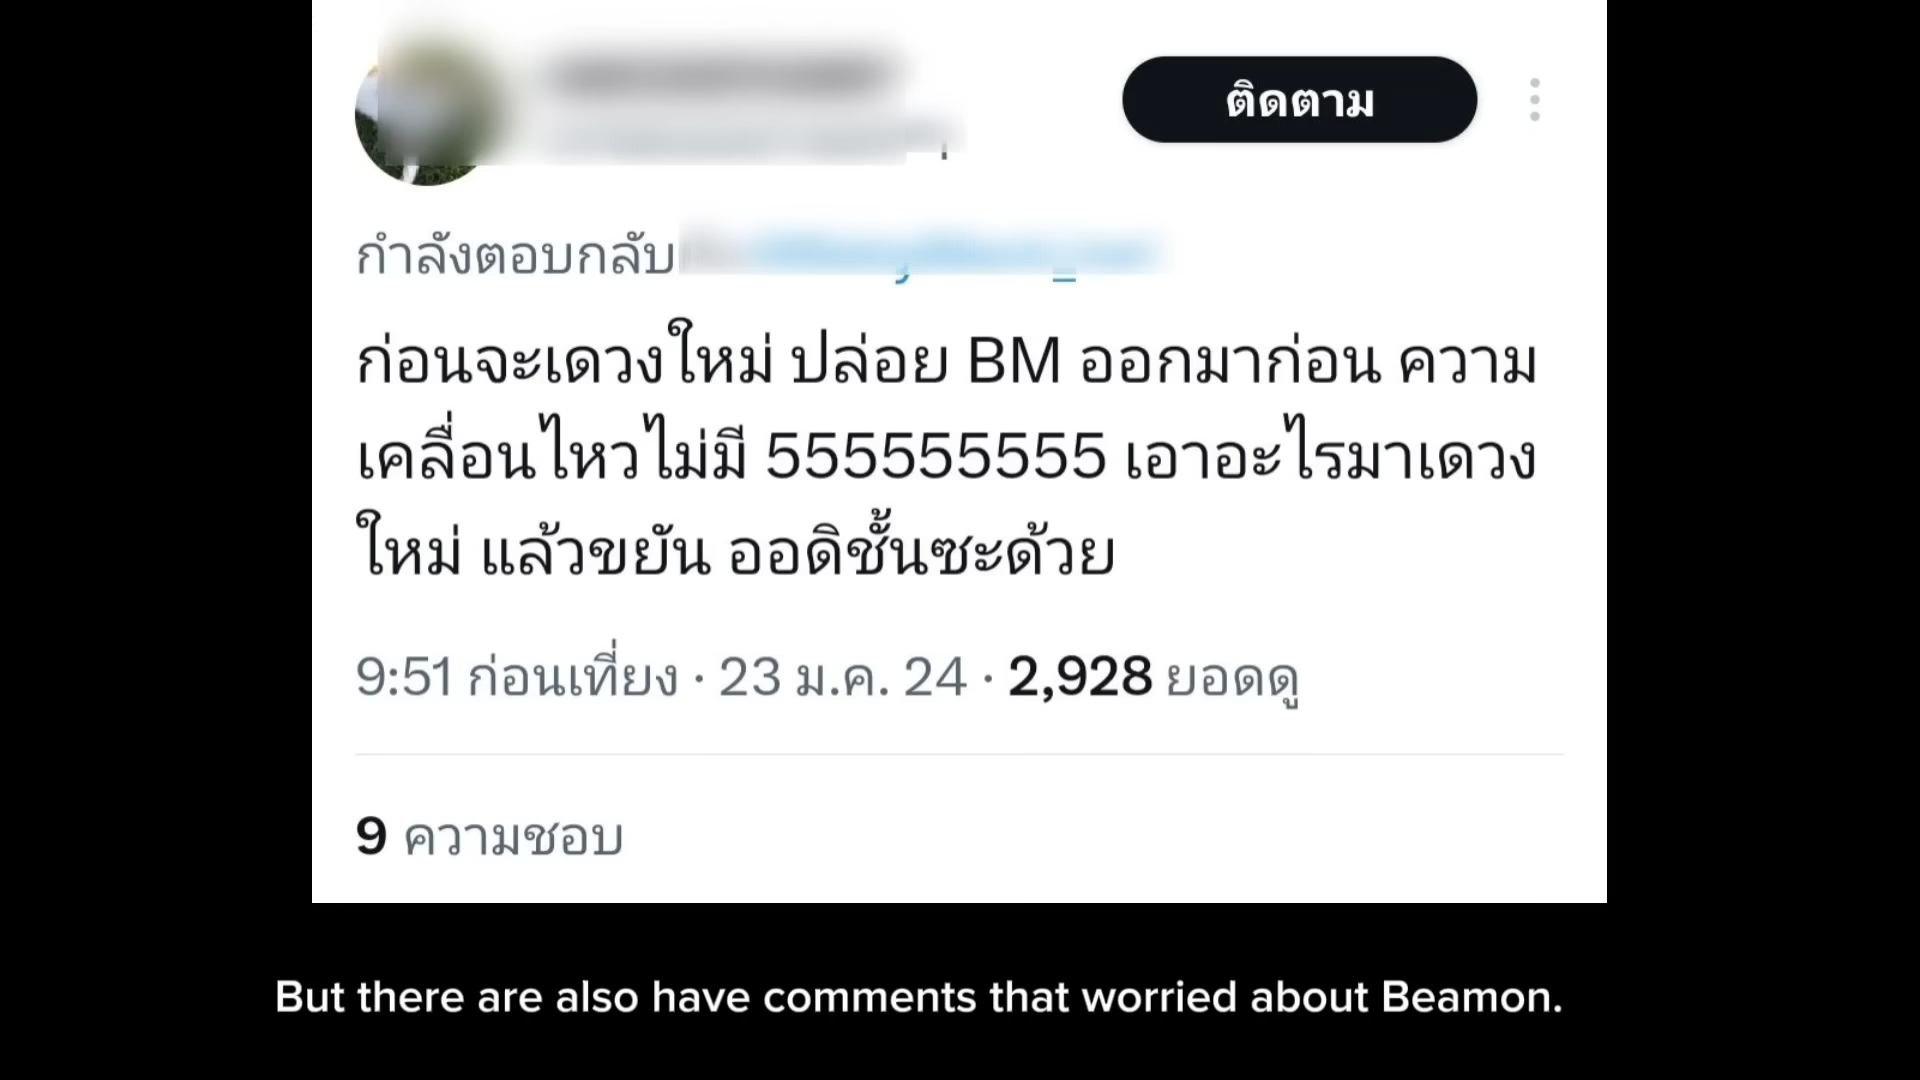 ติดตาม
กำลังตอบกลับ
ก่อนจะเดวงใหม่ ปล่อย BM ออกมาก่อน ความ
เคลื่อนไหวไม่มี 555555555 เอาอะไรมาเดวง
ใหม่ แล้วขยัน ออดิชั้นซะด้วย
9:51 ก่อนเที่ยง · 23 ม.ค. 24 · 2,928 ยอดดู
9 ความชอบ
But there are also have comments that worried about Beamon.